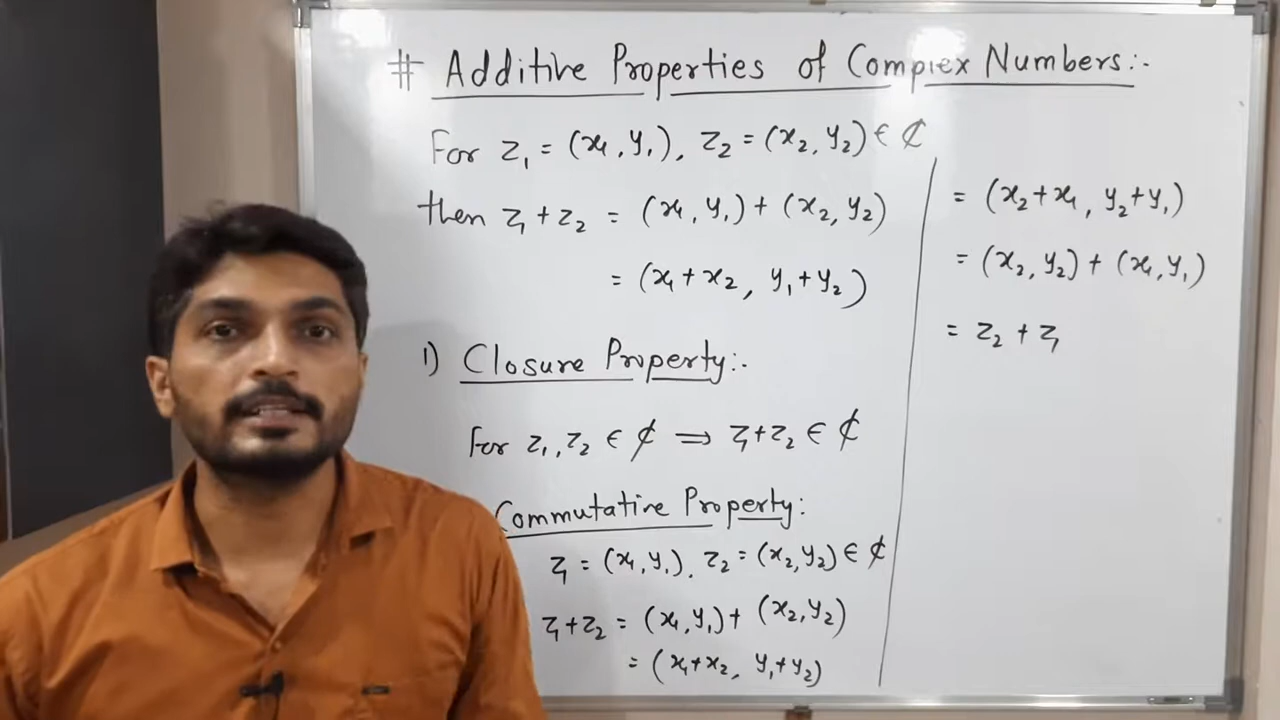 # Additive Properties of Complex Numbers:-
For z₁ = (x₁, y₁), z₂ = (x₂, y₂) ∈ ℂ
then z₁ + z₂ = (x₁, y₁) + (x₂, y₂)
= (x₁ + x₂, y₁ + y₂)
1) Closure Property:-
For z₁, z₂ ∈ ℂ ⇒ z₁ + z₂ ∈ ℂ
Commutative Property:
z₁ = (x₁, y₁), z₂ = (x₂, y₂) ∈ ℂ
z₁ + z₂ = (x₁, y₁) + (x₂, y₂)
= (x₁ + x₂, y₁ + y₂)
= (x₂ + x₁, y₂ + y₁)
= (x₂, y₂) + (x₁, y₁)
= z₂ + z₁